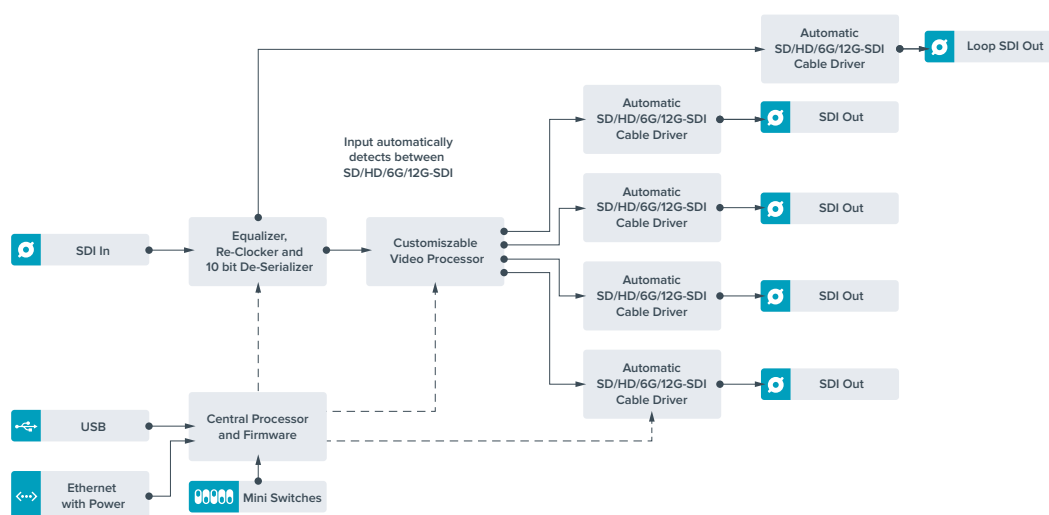 Automatic
SD/HD/6G/12G-SDI
Cable Driver
Loop SDI Out
Automatic
SD/HD/6G/12G-SDI
Cable Driver
SDI Out
Input automatically
detects between
SD/HD/6G/12G-SDI
Automatic
SD/HD/6G/12G-SDI
Cable Driver
SDI Out
SDI In
Equalizer,
Re-Clocker and
10 bit De-Serializer
Customiszable
Video Processor
Automatic
SD/HD/6G/12G-SDI
Cable Driver
SDI Out
Automatic
SD/HD/6G/12G-SDI
Cable Driver
SDI Out
USB
Central Processor
and Firmware
Ethernet
with Power
Mini Switches